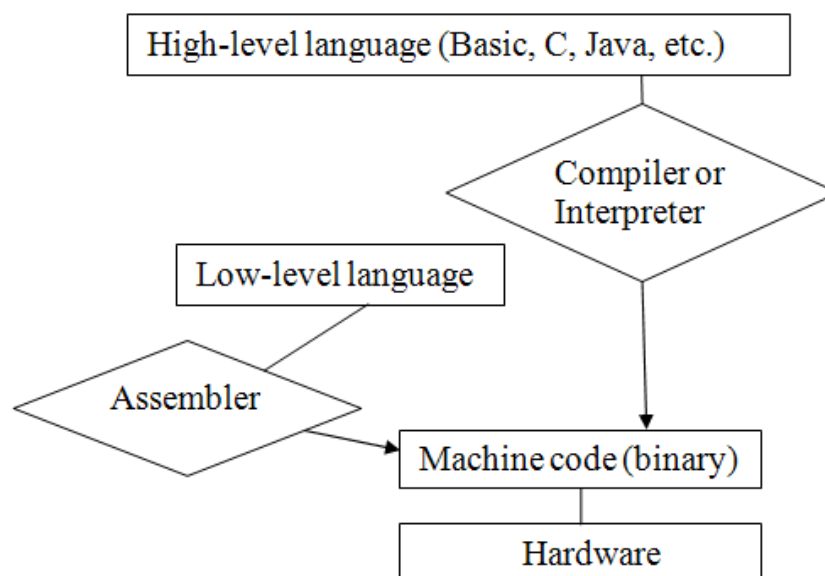 High-level language (Basic, C, Java, etc.)
Compiler or
Interpreter
Low-level language
Assembler
Machine code (binary)
Hardware